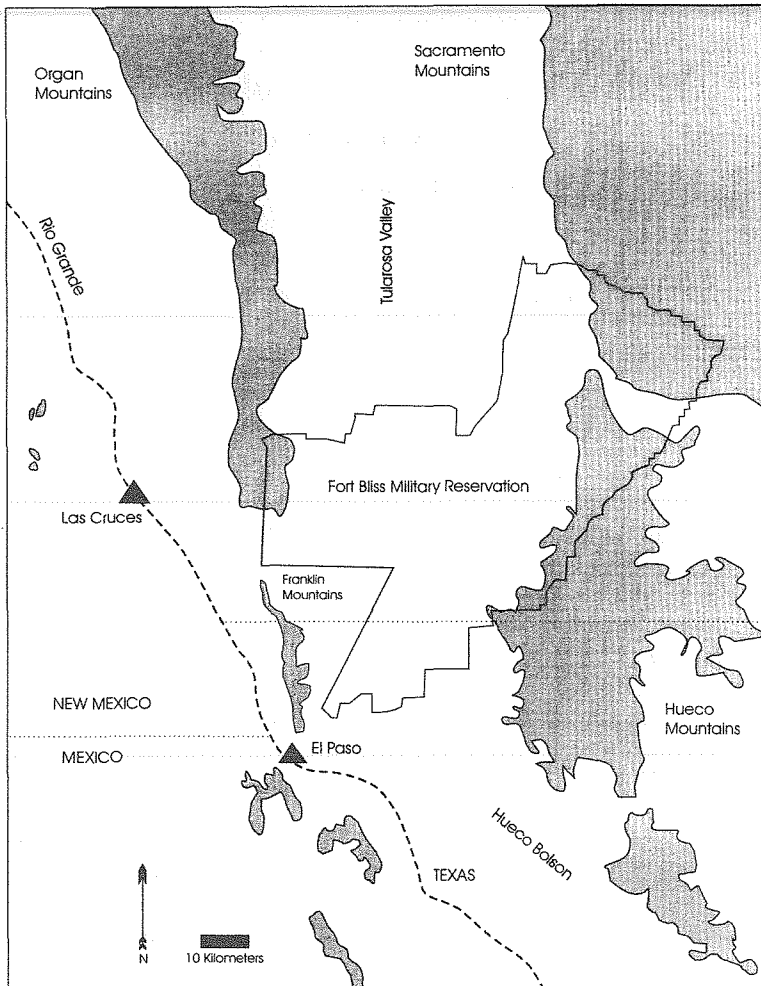 Organ
Mountains
Sacramento
Mountains
Rio Grande
Tularosa Valley
Fort Bliss Military Reservation
Las Cruces
Franklin
Mountains
NEW MEXICO
Hueco
Mountains
MEXICO
El Paso
Hueco Bolson
TEXAS
N
10 Kilometers